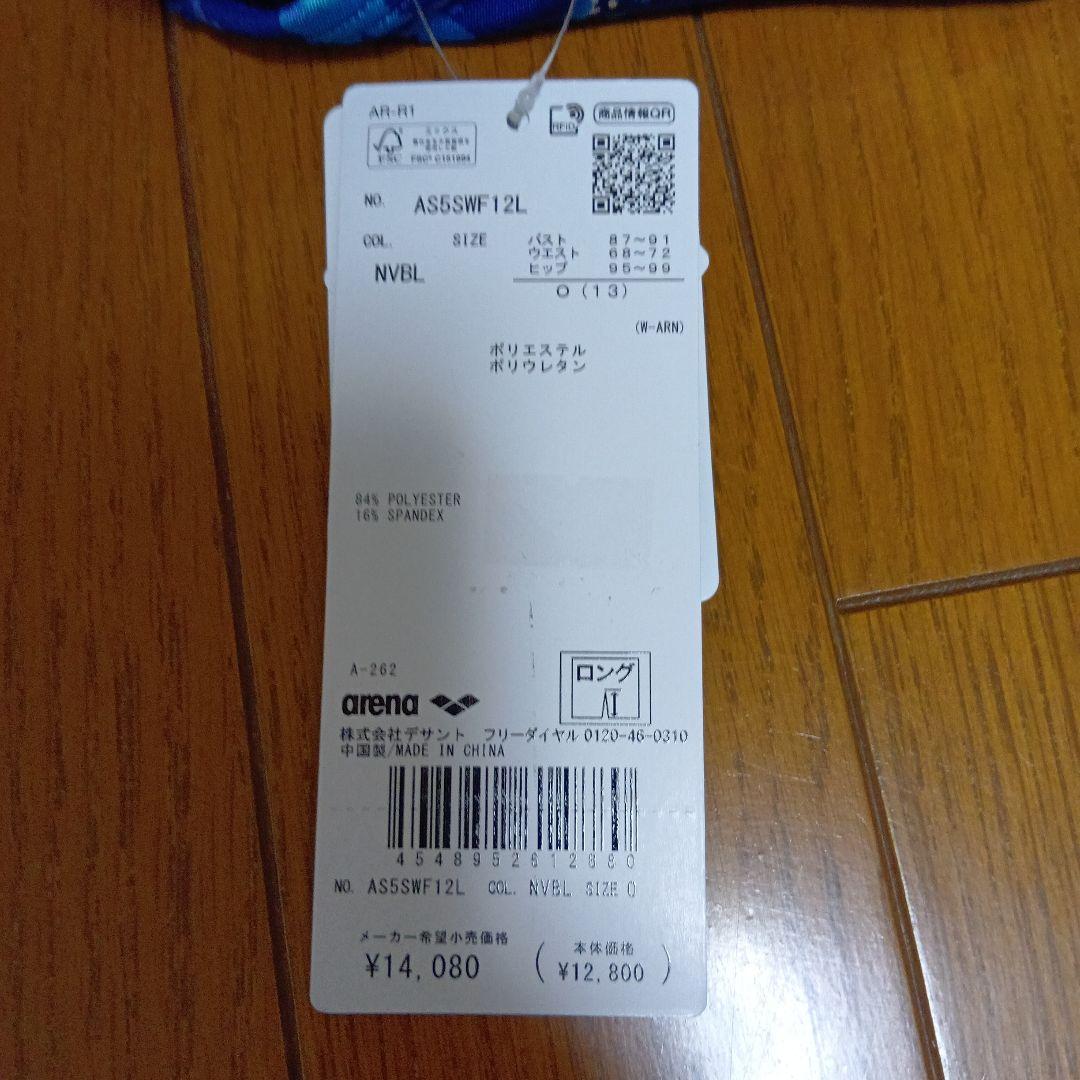 AR-R1
RFID
商品情報QR
ミックス
FSC
NO. AS5SWF12L
COL. SIZE
バスト 87～91
ウエスト 68～72
ヒップ 95～99
NVBL
O (13)
(W-ARN)
ポリエステル
ポリウレタン
84% POLYESTER
16% SPANDEX
A-262
ロング
arena
株式会社デサント フリーダイヤル 0120-46-0310
中国製/MADE IN CHINA
NO. AS5SWF12L COL. NVBL SIZE O
メーカー希望小売価格
¥14,080
(本体価格
¥12,800)